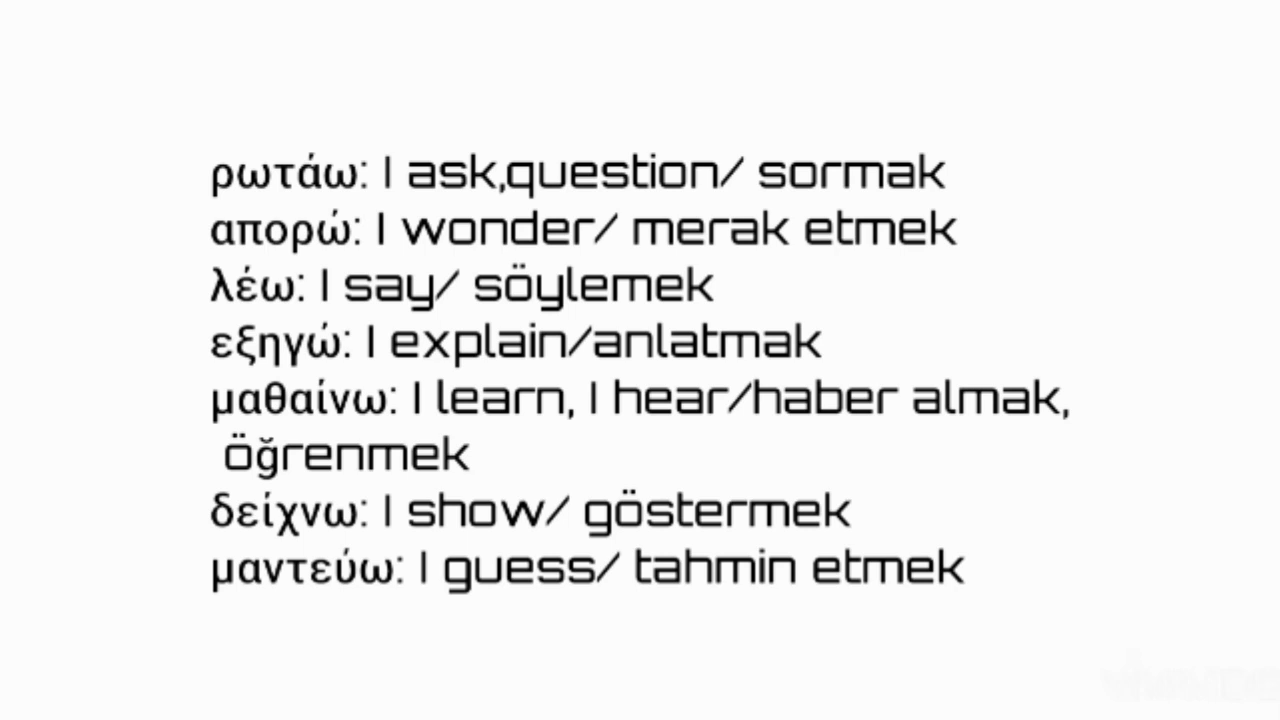 ρωτάω: I ask,question/ sormak
απορώ: I wonder/ merak etmek
λέω: I say/ söylemek
εξηγώ: I explain/anlatmak
μαθαίνω: I learn, I hear/haber almak,
öğrenmek
δείχνω: I show/ göstermek
μαντεύω: I guess/ tahmin etmek